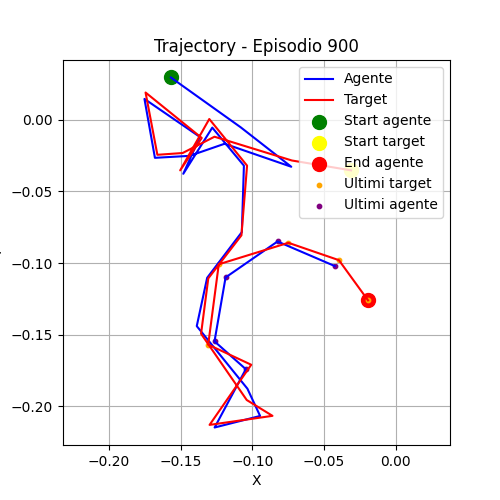 Trajectory - Episodio 900
Agente
Target
Start agente
Start target
End agente
Ultimi target
Ultimi agente
0.00
−0.05
−0.10
−0.15
−0.20
−0.20
−0.15
−0.10
−0.05
0.00
X